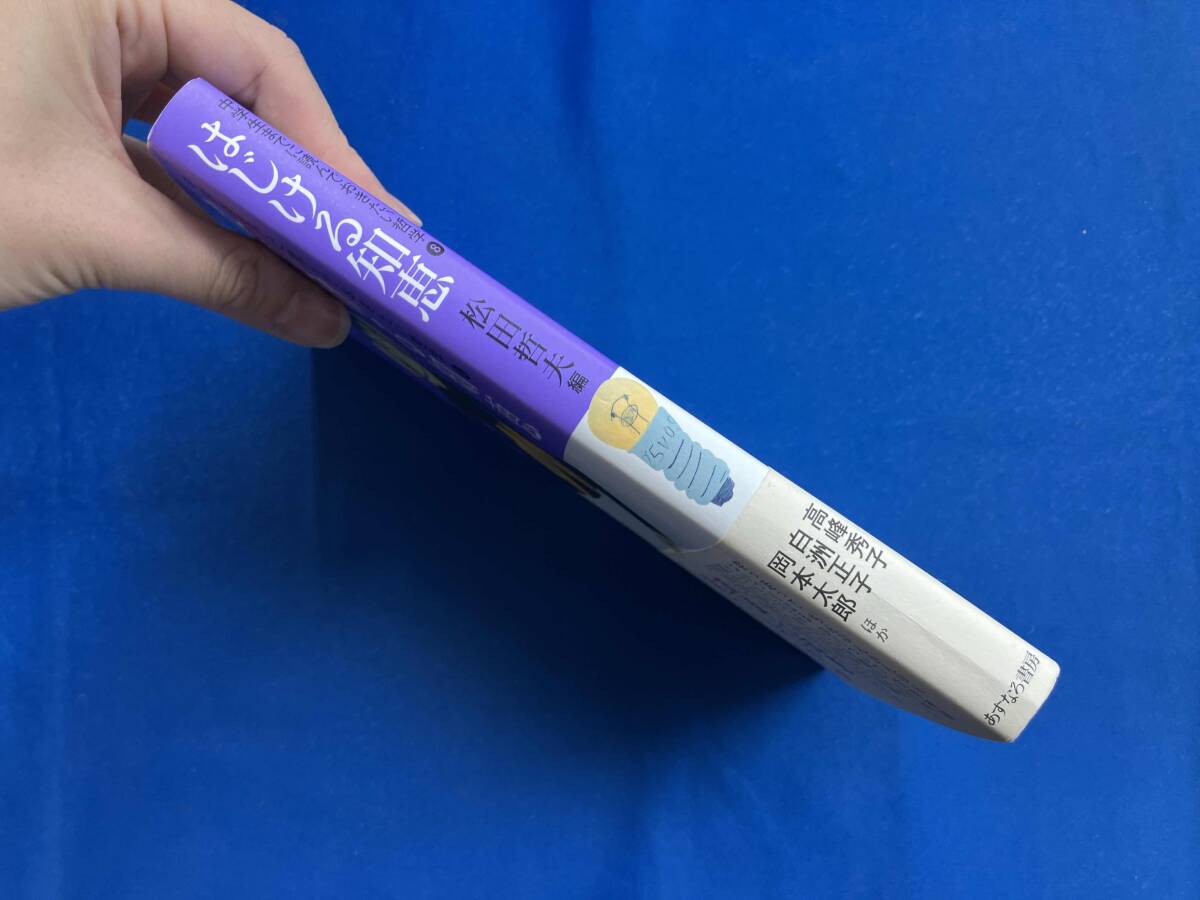 中学生までに読んでおきたい哲学 8
はじける知恵
松田哲夫 編
15V0
高峰秀子
白洲正子
岡本太郎 ほか
あすなろ書房